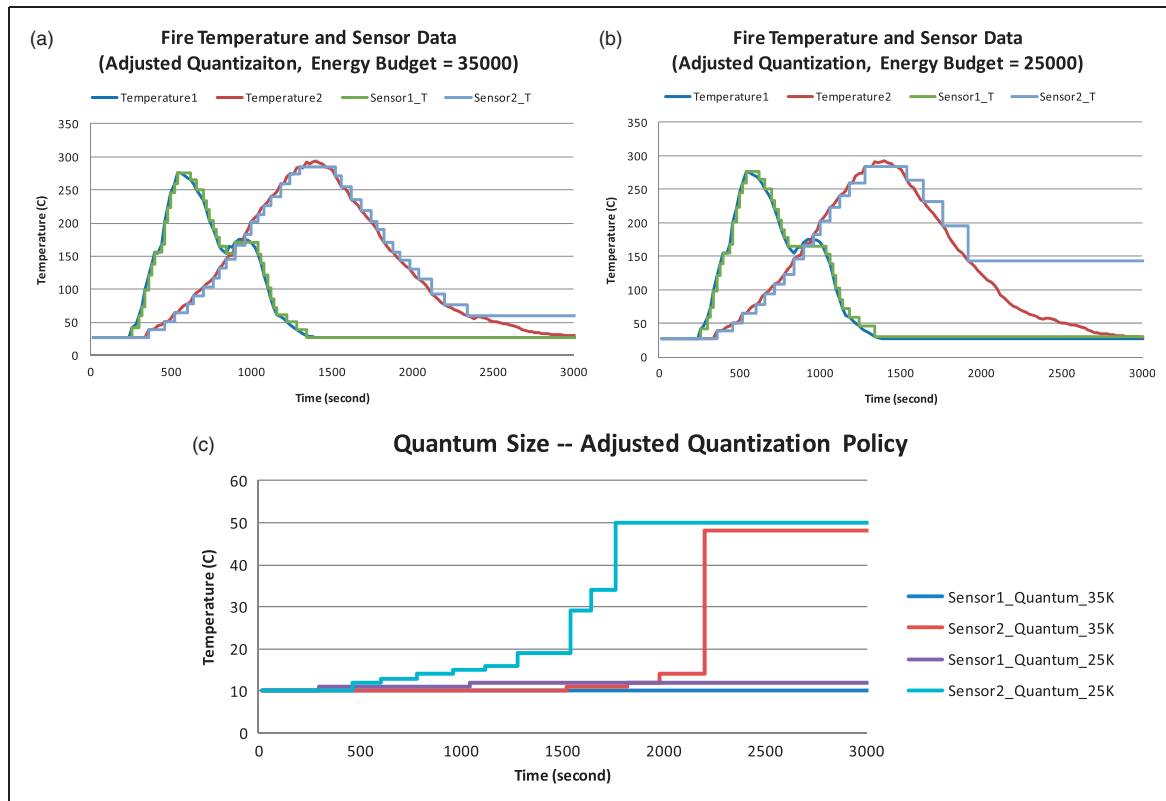 (a)
Fire Temperature and Sensor Data
(Adjusted Quantizaiton, Energy Budget = 35000)
Temperature1 Temperature2 Sensor1_T Sensor2_T
350
300
250
200
150
100
50
0
Temperature (C)
0 500 1000 1500 2000 2500 3000
Time (second)
(b)
Fire Temperature and Sensor Data
(Adjusted Quantization, Energy Budget = 25000)
Temperature1 Temperature2 Sensor1_T Sensor2_T
350
300
250
200
150
100
50
0
Temperature (C)
0 500 1000 1500 2000 2500 3000
Time (second)
(c)
Quantum Size -- Adjusted Quantization Policy
60
50
40
30
20
10
0
Temperature (C)
0 500 1000 1500 2000 2500 3000
Time (second)
Sensor1_Quantum_35K
Sensor2_Quantum_35K
Sensor1_Quantum_25K
Sensor2_Quantum_25K